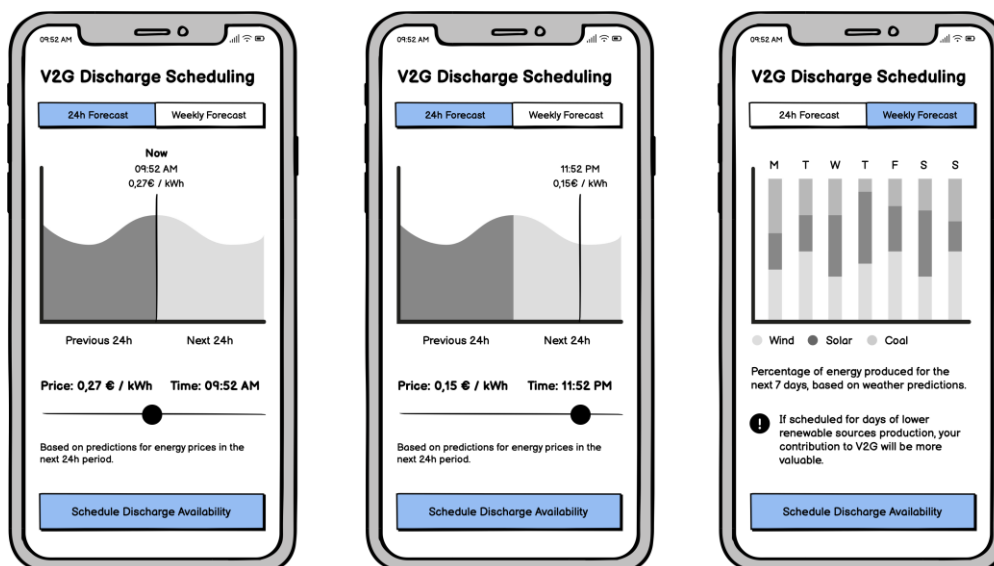 09:52 AM
V2G Discharge Scheduling
24h Forecast
Weekly Forecast
Now
09:52 AM
0,27€ / kWh
Previous 24h
Next 24h
Price: 0,27 € / kWh
Time: 09:52 AM
Based on predictions for energy prices in the
next 24h period.
Schedule Discharge Availability
09:52 AM
V2G Discharge Scheduling
24h Forecast
Weekly Forecast
11:52 PM
0,15€ / kWh
Previous 24h
Next 24h
Price: 0,15 € / kWh
Time: 11:52 PM
Based on predictions for energy prices in the
next 24h period.
Schedule Discharge Availability
09:52 AM
V2G Discharge Scheduling
24h Forecast
Weekly Forecast
M T W T F S S
Wind
Solar
Coal
Percentage of energy produced for the
next 7 days, based on weather predictions.
!
If scheduled for days of lower
renewable sources production, your
contribution to V2G will be more
valuable.
Schedule Discharge Availability